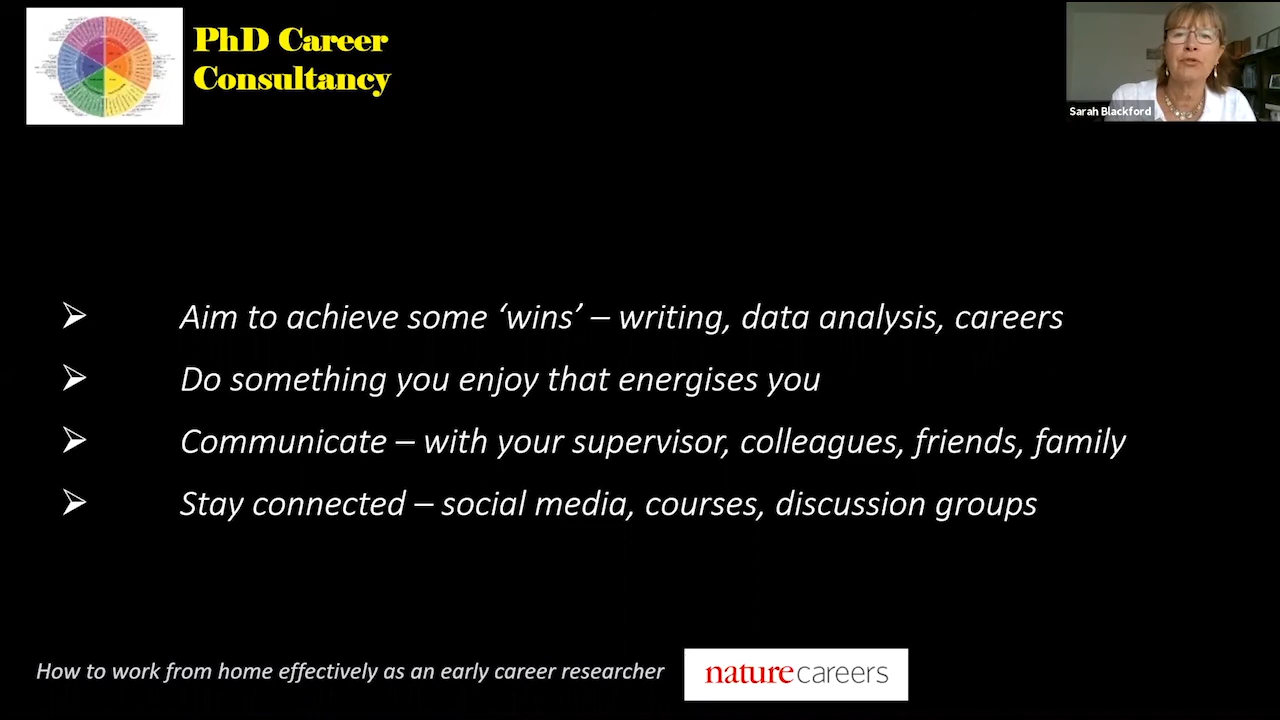 PhD Career
Consultancy
Sarah Blackford
Aim to achieve some ‘wins’ – writing, data analysis, careers
Do something you enjoy that energises you
Communicate – with your supervisor, colleagues, friends, family
Stay connected – social media, courses, discussion groups
How to work from home effectively as an early career researcher
naturecareers